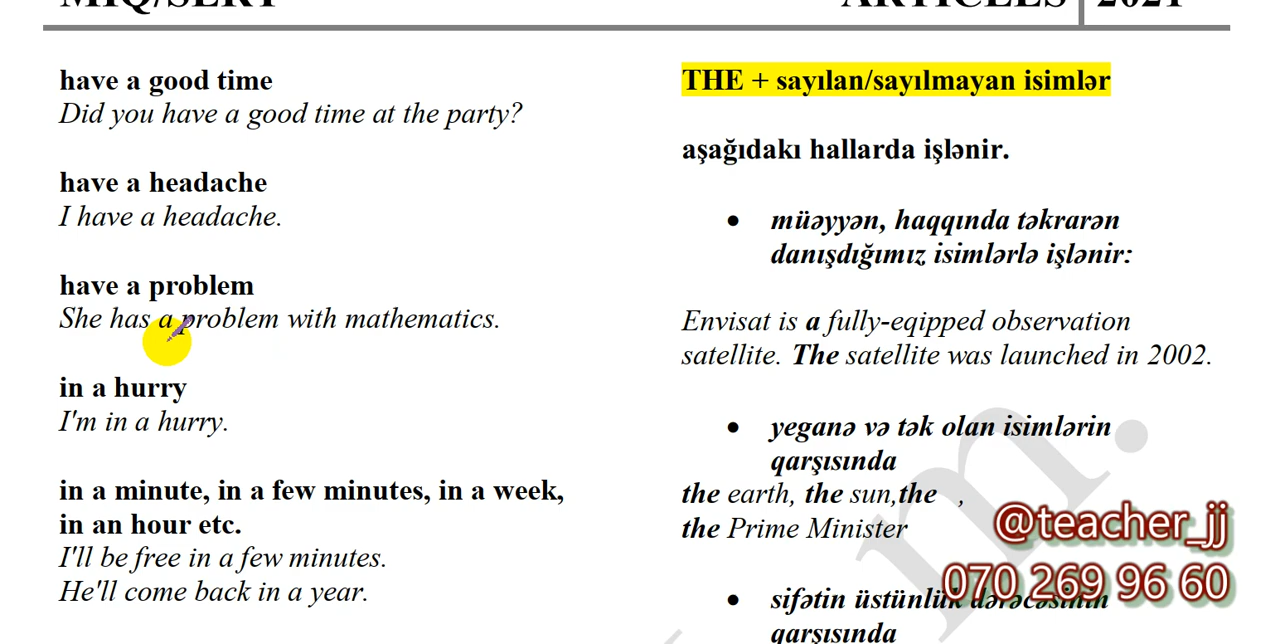 MIQ/SERT
ARTICLES 2021
have a good time
Did you have a good time at the party?
have a headache
I have a headache.
have a problem
She has a problem with mathematics.
in a hurry
I'm in a hurry.
in a minute, in a few minutes, in a week,
in an hour etc.
I'll be free in a few minutes.
He'll come back in a year.
THE + sayılan/sayılmayan isimlər
aşağıdakı hallarda işlənir.
• müəyyən, haqqında təkrarən
danışdığımız isimlərlə işlənir:
Envisat is a fully-eqipped observation
satellite. The satellite was launched in 2002.
• yeganə və tək olan isimlərin
qarşısında
the earth, the sun,the ,
the Prime Minister
• sifətin üstünlük dərəcəsinin
qarşısında
@teacher_jj
070 269 96 60
m.